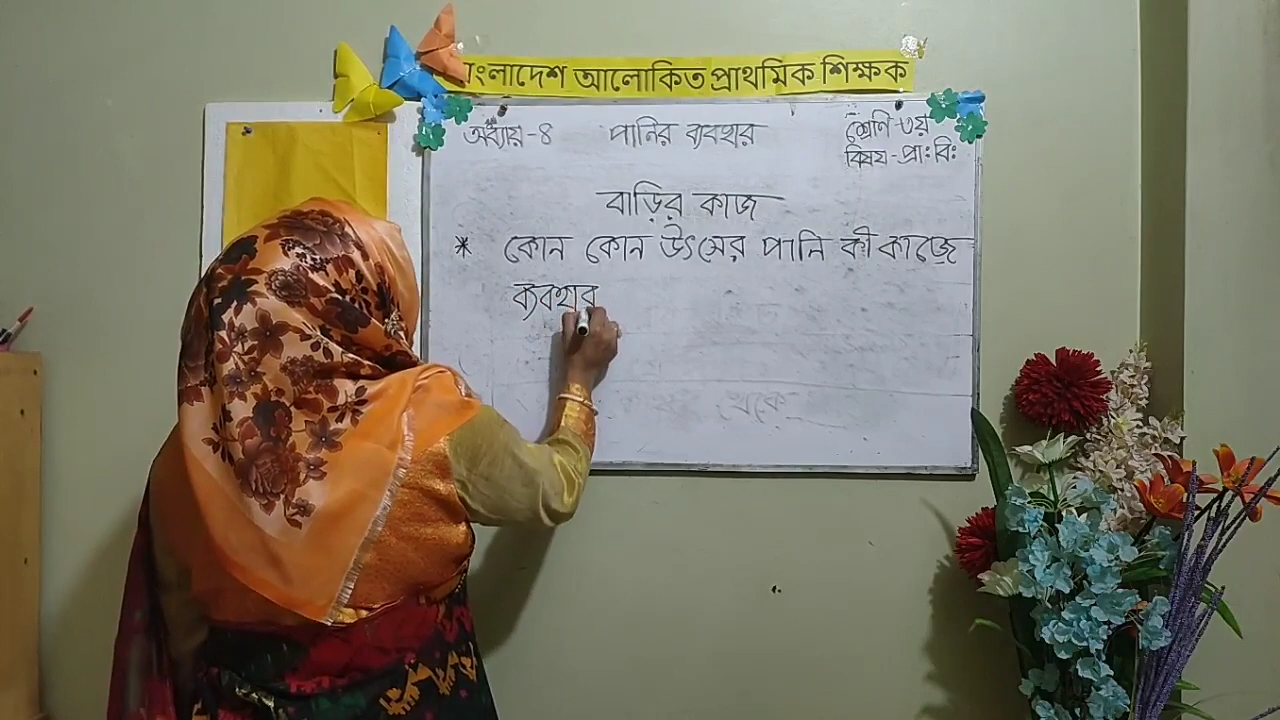 বাংলাদেশ আলোকিত প্রাথমিক শিক্ষক
অধ্যায়-৪ পানির ব্যবহার শ্রেণি-৩য়
বিষয়-প্রা:বি:
বাড়ির কাজ
* কোন কোন উৎসের পানি কী কাজে
ব্যবহার
থেকে